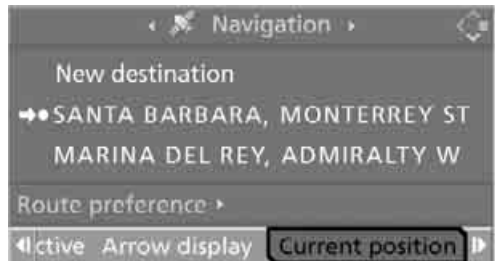 Navigation
New destination
SANTA BARBARA, MONTERREY ST
MARINA DEL REY, ADMIRALTY W
Route preference
ctive Arrow display Current position